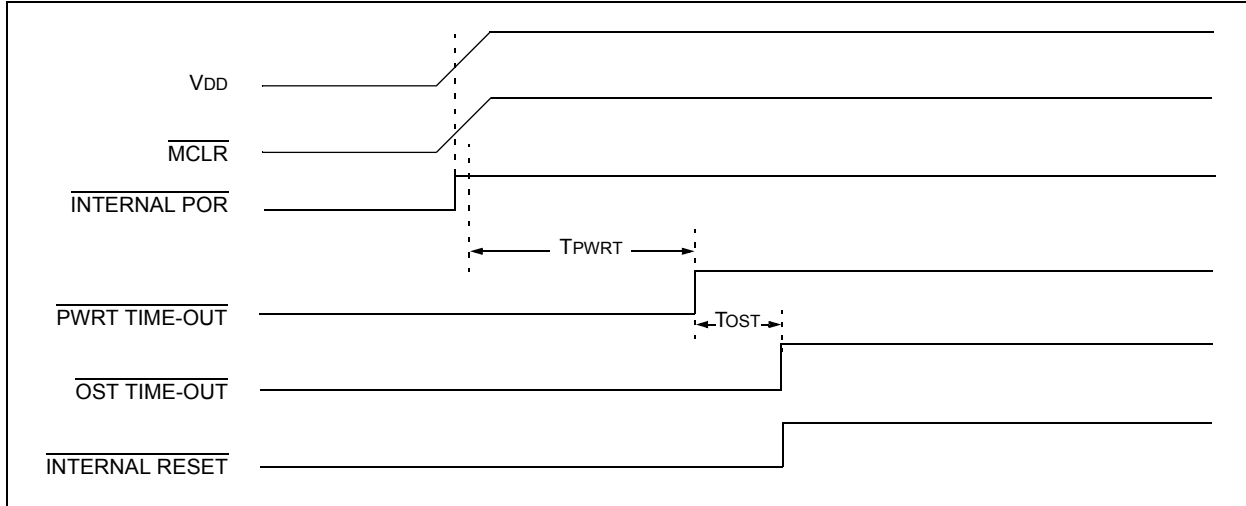 VDD
MCLR
INTERNAL POR
TPWRT
PWRT TIME-OUT
TOST
OST TIME-OUT
INTERNAL RESET